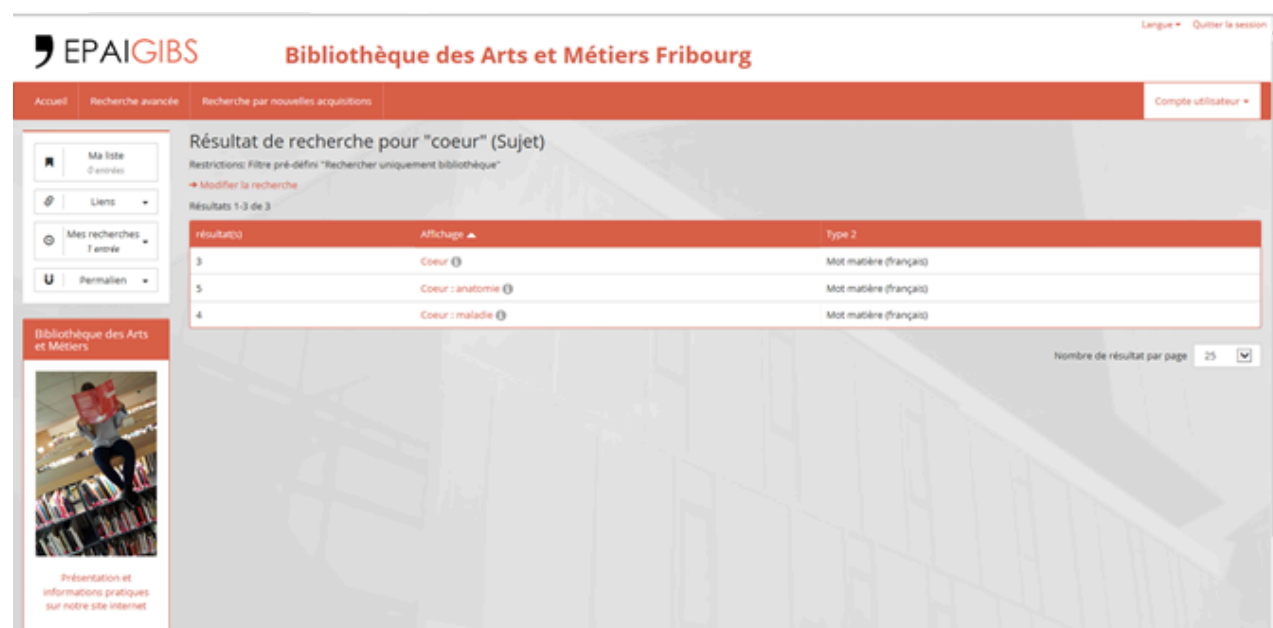 Langue Quitter la session
EPAIGIBS
Bibliothèque des Arts et Métiers Fribourg
Accueil Recherche avancée Recherche par nouvelles acquisitions Compte utilisateur
Ma liste
0 entrées
Liens
Mes recherches
1 entrée
Permalien
Résultat de recherche pour "coeur" (Sujet)
Restrictions: Filtre pré-défini "Rechercher uniquement bibliothèque"
Modifier la recherche
Résultats 1-3 de 3
résultat(s) Affichage Type 2
3 Coeur Mot matière (français)
5 Coeur : anatomie Mot matière (français)
4 Coeur : maladie Mot matière (français)
Nombre de résultat par page 25
Bibliothèque des Arts
et Métiers
Présentation et
informations pratiques
sur notre site internet